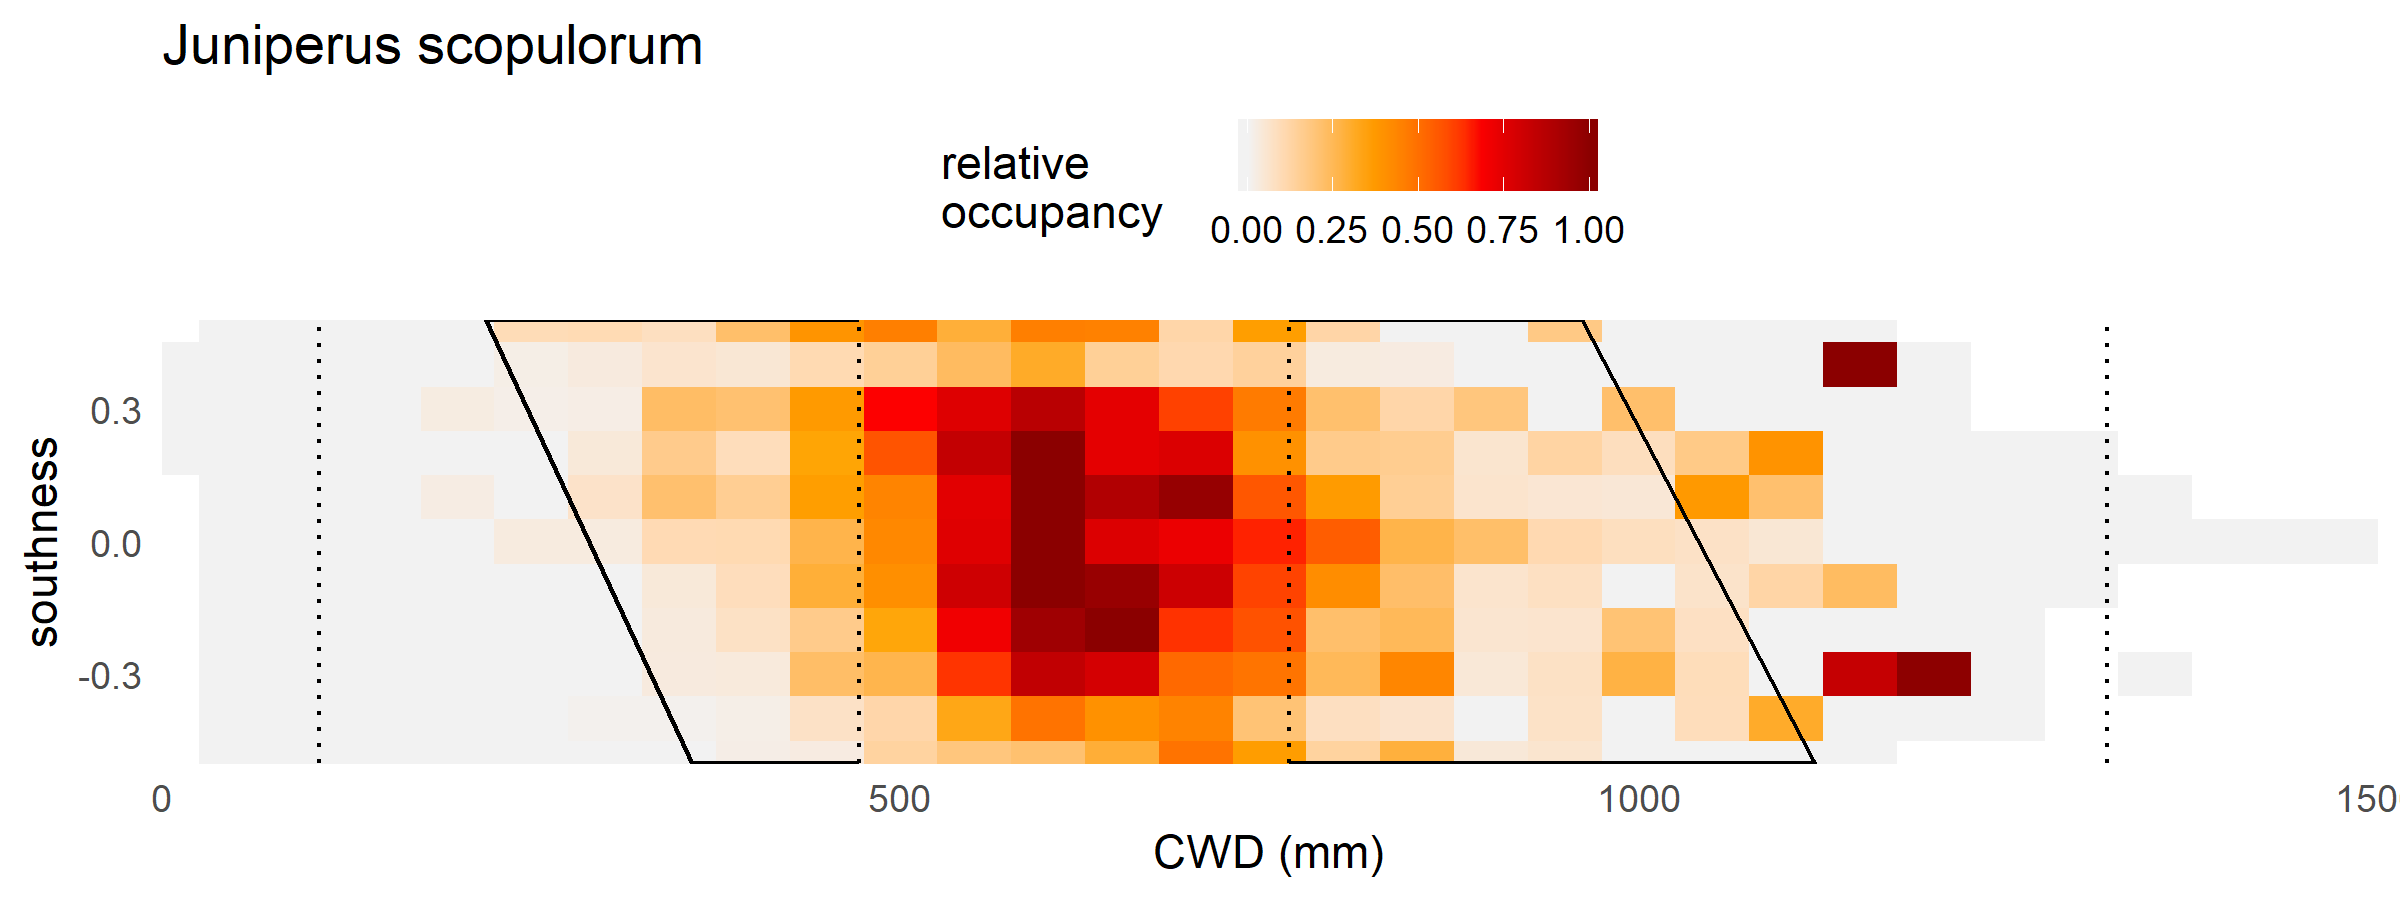 Juniperus scopulorum
relative
occupancy
0.00 0.25 0.50 0.75 1.00
southness
0.3
0.0
-0.3
0 500 1000 150
CWD (mm)